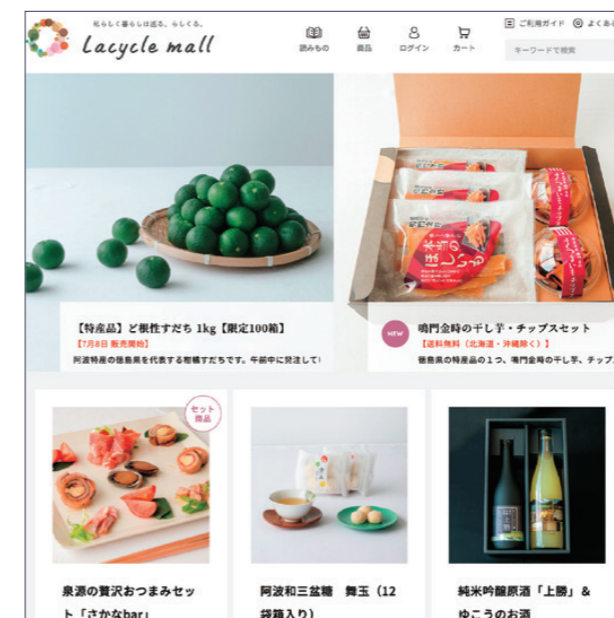 私らしく暮らしは巡る、らしくる。
Lacycle mall
読みもの
商品
ログイン
カート
ご利用ガイド
よくあ
キーワードで検索
本当の
ほしいも
【特産品】ど根性すだち 1kg【限定100箱】
【7月8日 販売開始】
阿波特産の徳島県を代表する柑橘すだちです。午前中に発注して
NEW
鳴門金時の干し芋・チップスセット
【送料無料（北海道・沖縄除く）】
徳島県の特産品の1つ、鳴門金時の干し芋、チップ
セット
商品
泉源の贅沢おつまみセッ
ト「さかなbar」
阿波和三盆糖　舞玉（12
袋箱入り）
純米吟醸原酒「上勝」＆
ゆこうのお酒